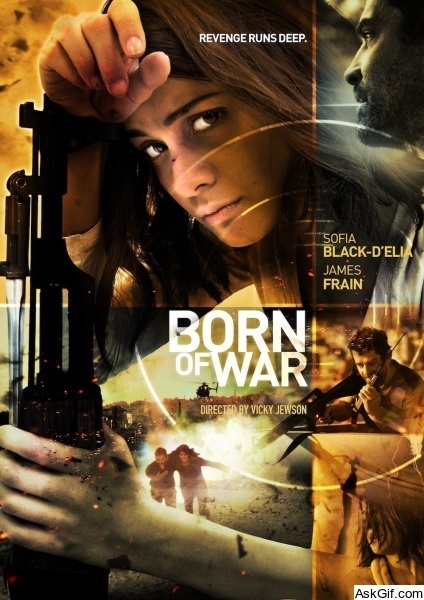 REVENGE RUNS DEEP.
SOFIA
BLACK-D'ELIA
JAMES
FRAIN
BORN
OF WAR
DIRECTED BY VICKY JEWSON
AskGif.com